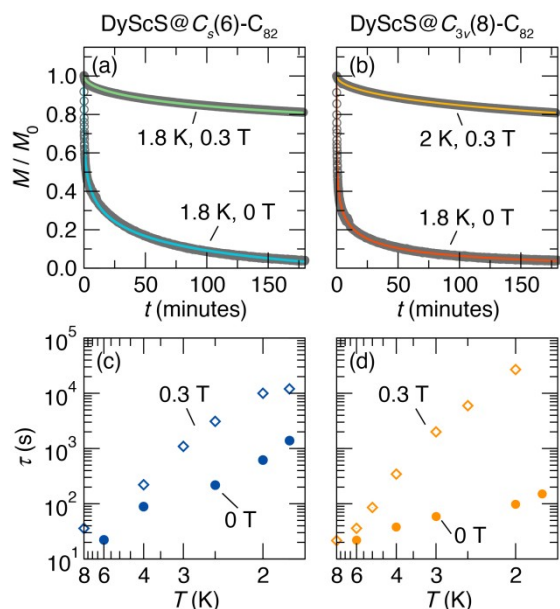 DyScS@Cs(6)-C82
DyScS@C3v(8)-C82
(a)
(b)
1.0
0.8
0.6
0.4
0.2
0.0
M / M0
1.8 K, 0.3 T
1.8 K, 0 T
2 K, 0.3 T
1.8 K, 0 T
0 50 100 150
0 50 100 150
t (minutes)
t (minutes)
(c)
(d)
10^5
10^4
10^3
10^2
10^1
τ (s)
0.3 T
0 T
0.3 T
0 T
8 6 4 3 2
8 6 4 3 2
T (K)
T (K)